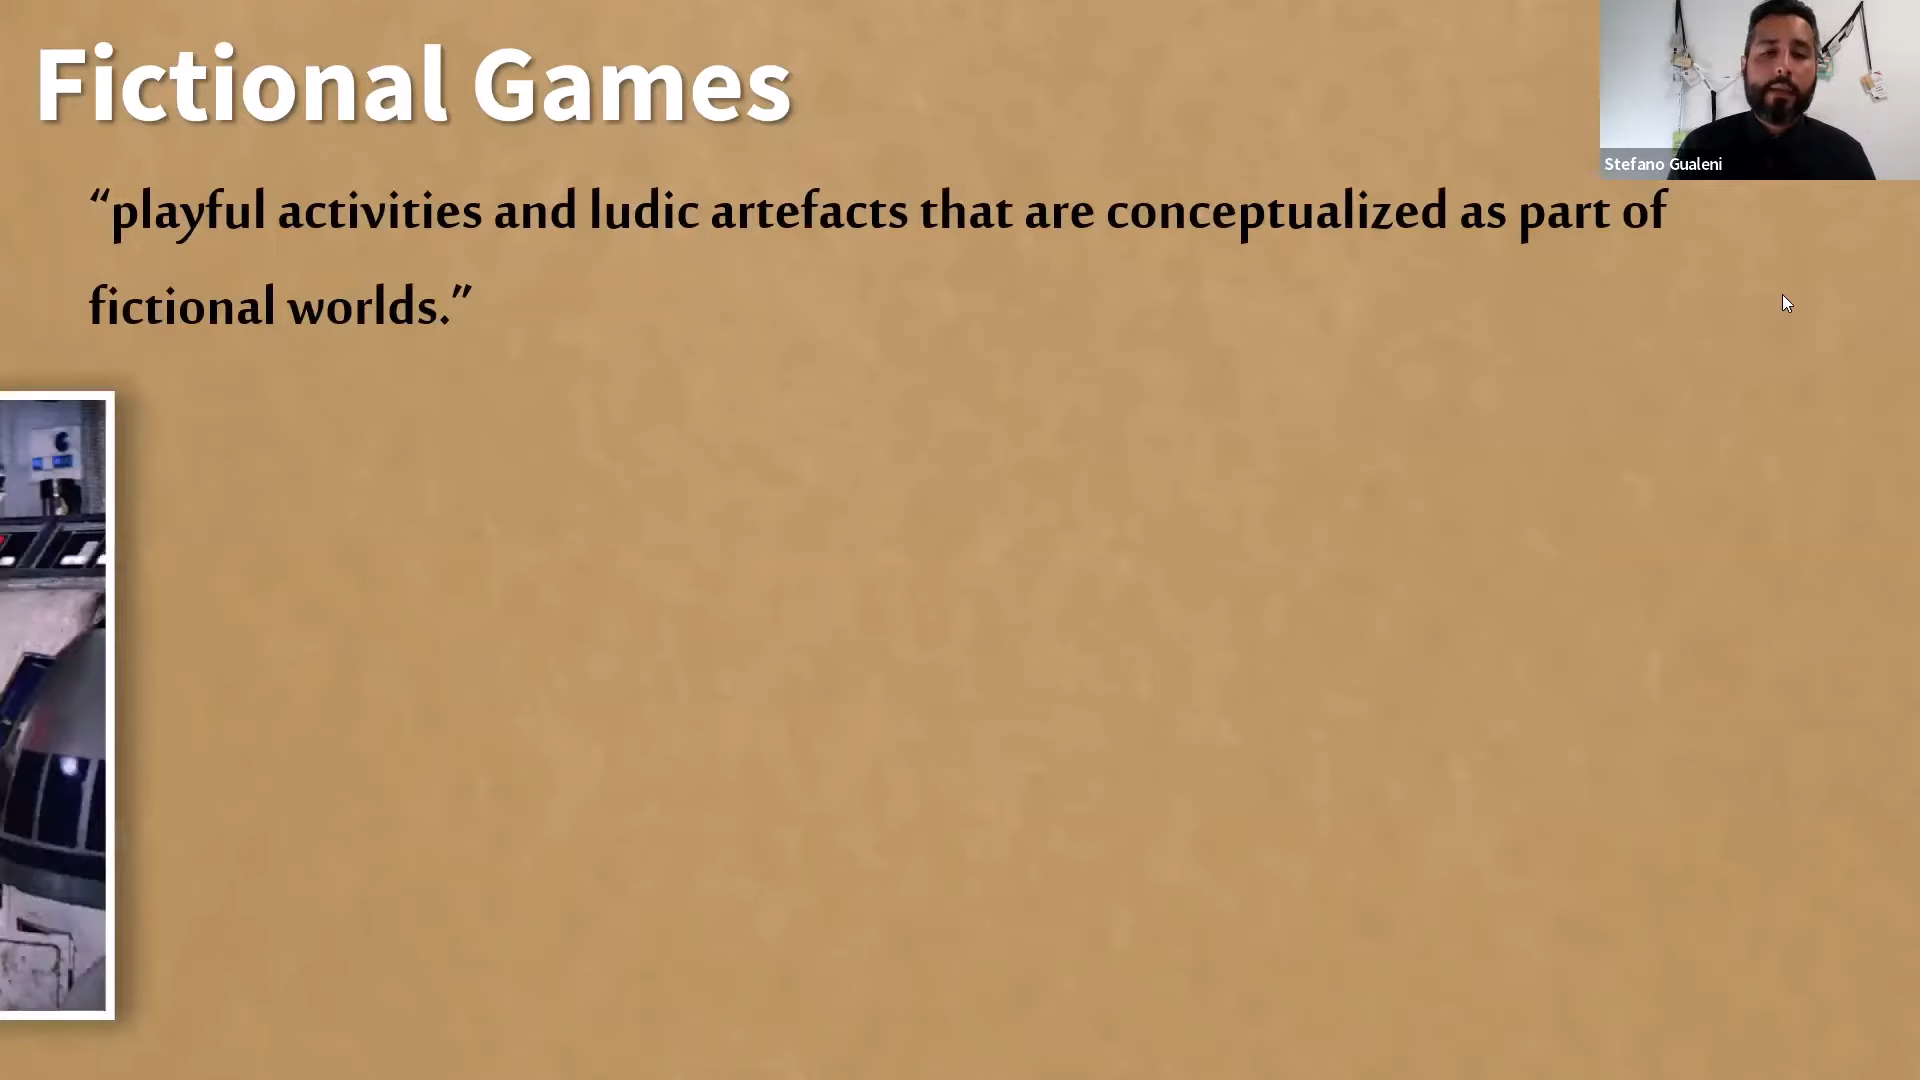 Fictional Games
Stefano Gualeni
“playful activities and ludic artefacts that are conceptualized as part of
fictional worlds.”